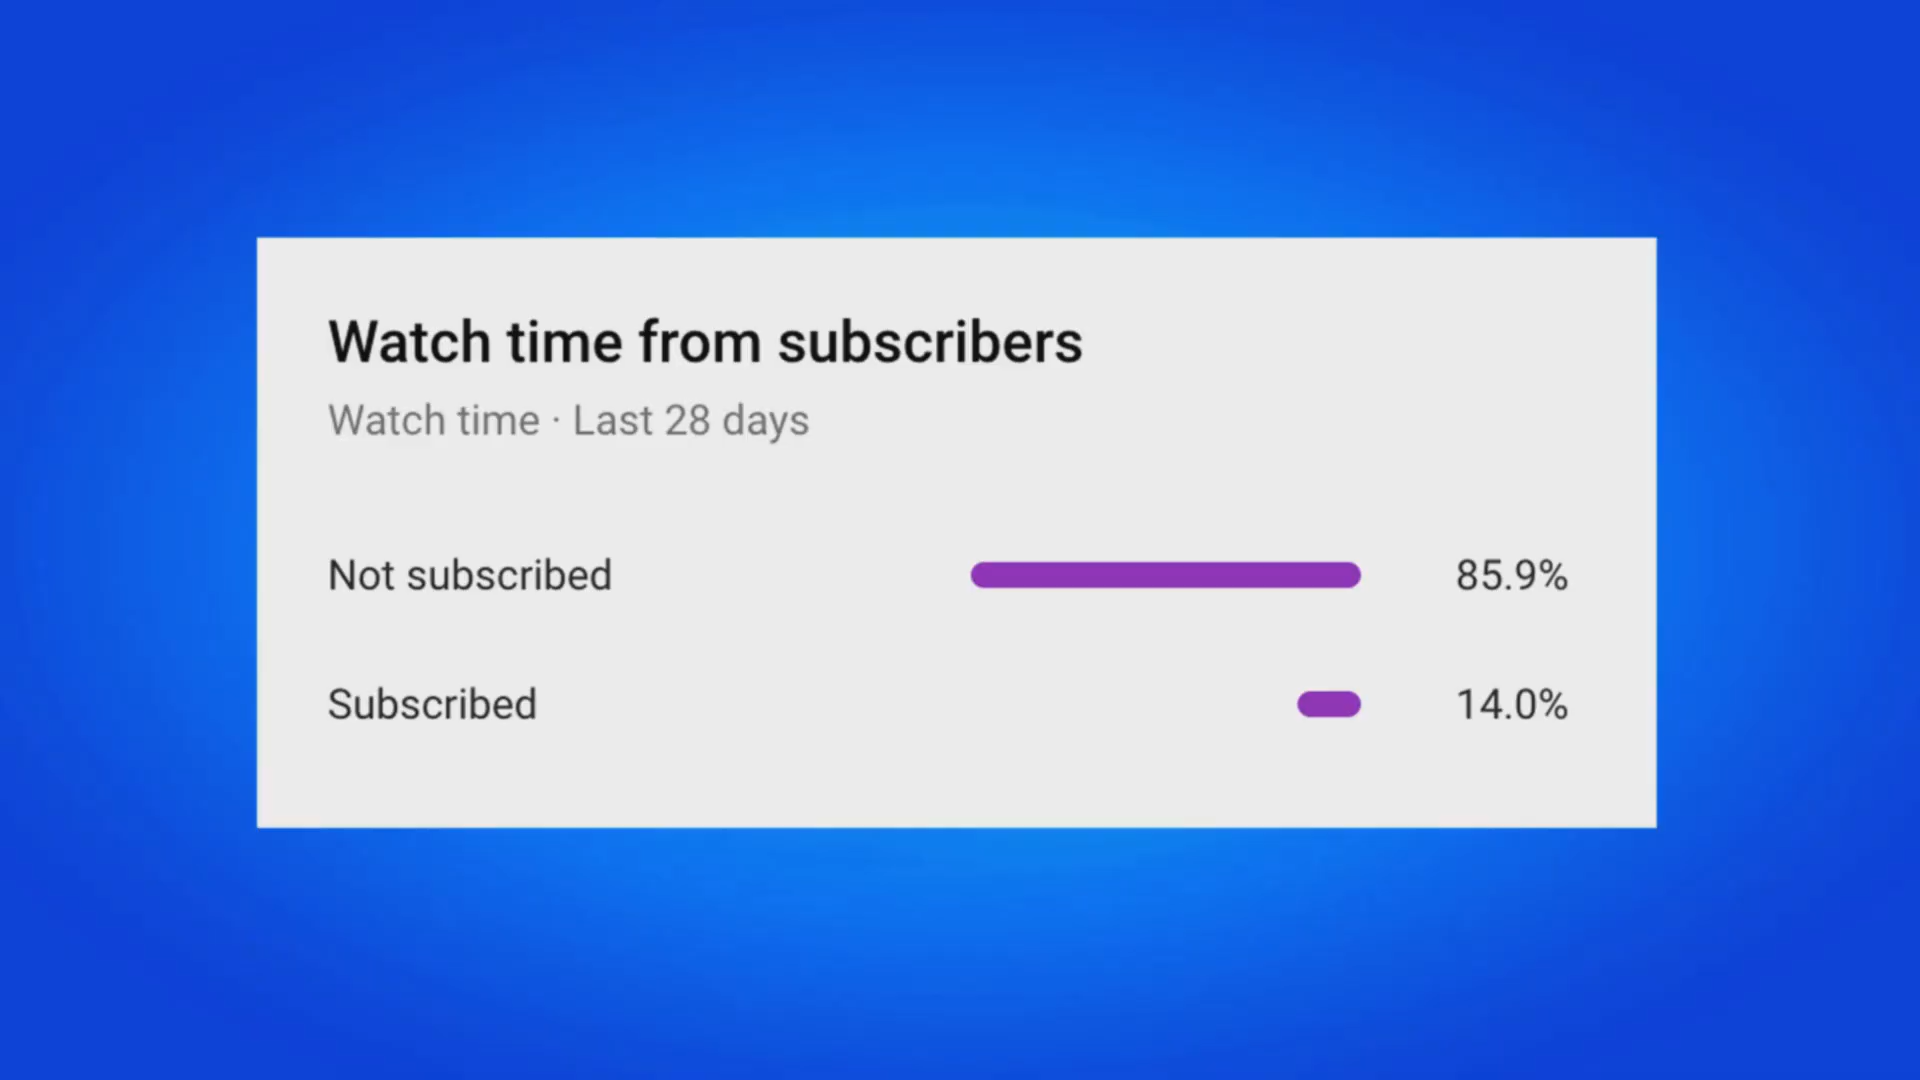 Watch time from subscribers
Watch time · Last 28 days
Not subscribed 85.9%
Subscribed 14.0%